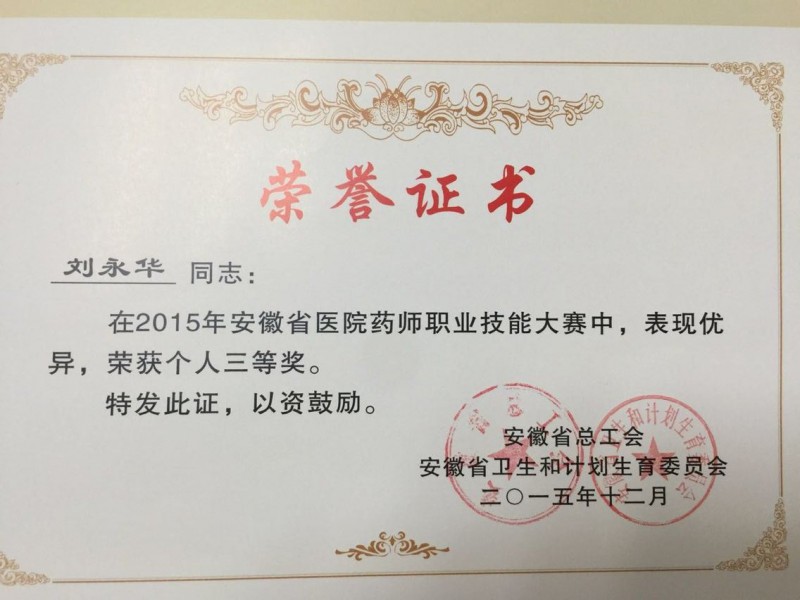 荣誉证书
刘永华 同志：
在2015年安徽省医院药师职业技能大赛中，表现优
异，荣获个人三等奖。
特发此证，以资鼓励。
安徽省总工会
安徽省卫生和计划生育委员会
二〇一五年十二月